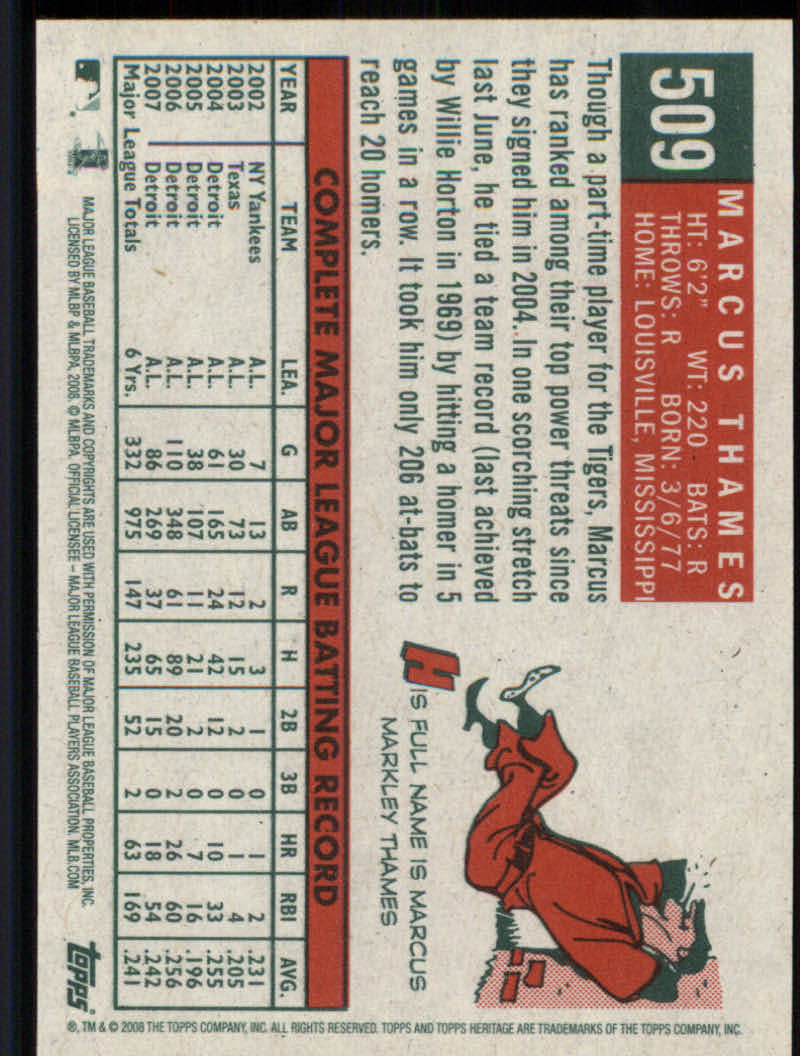 509
MARCUS THAMES
HT: 6'2" WT: 220 BATS: R
THROWS: R BORN: 3/6/77
HOME: LOUISVILLE, MISSISSIPPI
Though a part-time player for the Tigers, Marcus
has ranked among their top power threats since
they signed him in 2004. In one scorching stretch
last June, he tied a team record (last achieved
by Willie Horton in 1969) by hitting a homer in 5
games in a row. It took him only 206 at-bats to
reach 20 homers.
HIS FULL NAME IS MARCUS
MARKLEY THAMES
COMPLETE MAJOR LEAGUE BATTING RECORD
YEAR TEAM LEA. G AB R H 2B 3B HR RBI AVG.
2002 NY Yankees A.L. 7 13 2 3 1 0 1 2 .231
2003 Texas A.L. 30 73 12 15 2 0 1 4 .205
2004 Detroit A.L. 61 165 24 42 12 0 10 33 .255
2005 Detroit A.L. 38 107 11 21 2 0 7 16 .196
2006 Detroit A.L. 110 348 61 89 20 2 26 60 .256
2007 Detroit A.L. 86 269 37 65 15 0 18 54 .242
Major League Totals 6 Yrs. 332 975 147 235 52 2 63 169 .241
MAJOR LEAGUE BASEBALL TRADEMARKS AND COPYRIGHTS ARE USED WITH PERMISSION OF MAJOR LEAGUE BASEBALL PROPERTIES, INC.
LICENSED BY MLBP & MLBPA, 2008. © MLBPA. OFFICIAL LICENSEE – MAJOR LEAGUE BASEBALL PLAYERS ASSOCIATION. MLB.COM
topps
®, TM & © 2008 THE TOPPS COMPANY, INC. ALL RIGHTS RESERVED. TOPPS AND TOPPS HERITAGE ARE TRADEMARKS OF THE TOPPS COMPANY, INC.